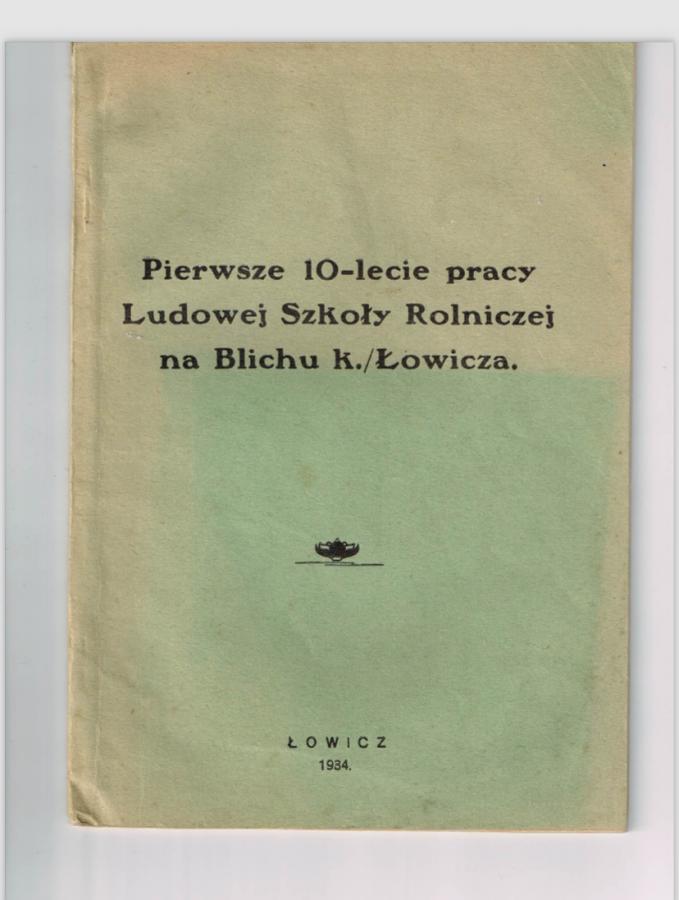 Pierwsze 10-lecie pracy
Ludowej Szkoły Rolniczej
na Blichu k./Łowicza.
ŁOWICZ
1934.